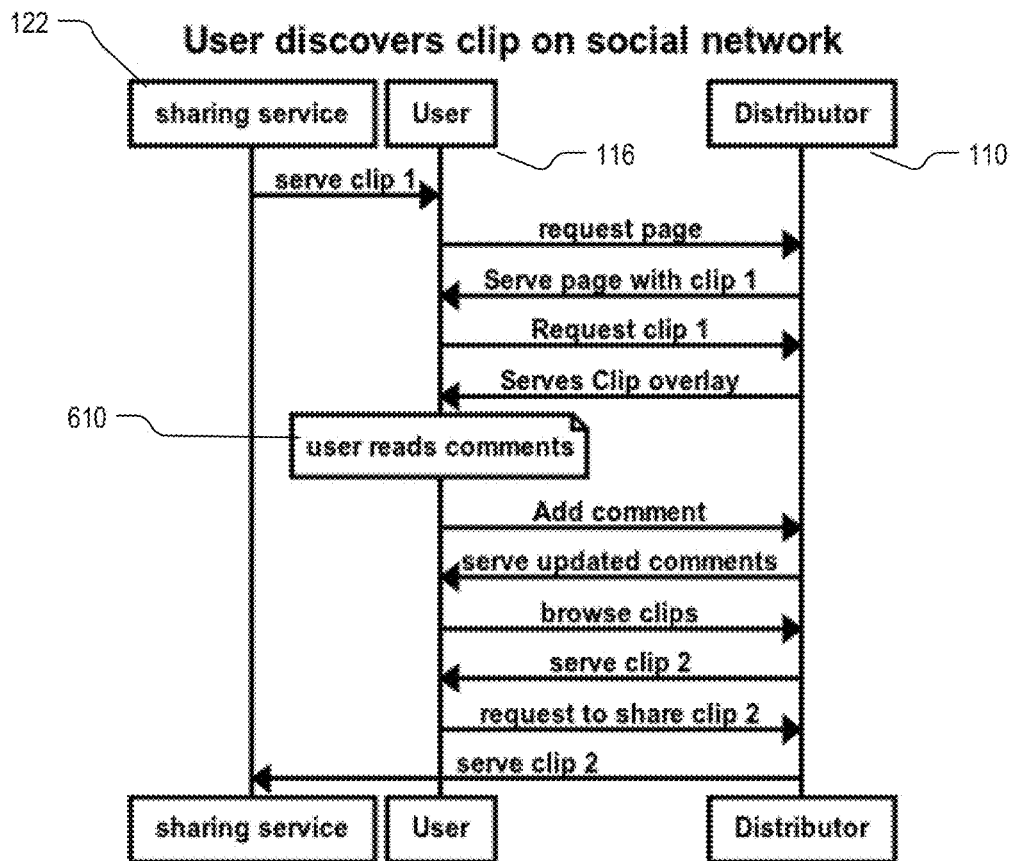 122
User discovers clip on social network
sharing service
User
Distributor
116
110
serve clip 1
request page
Serve page with clip 1
Request clip 1
Serves Clip overlay
610
user reads comments
Add comment
serve updated comments
browse clips
serve clip 2
request to share clip 2
serve clip 2
sharing service
User
Distributor